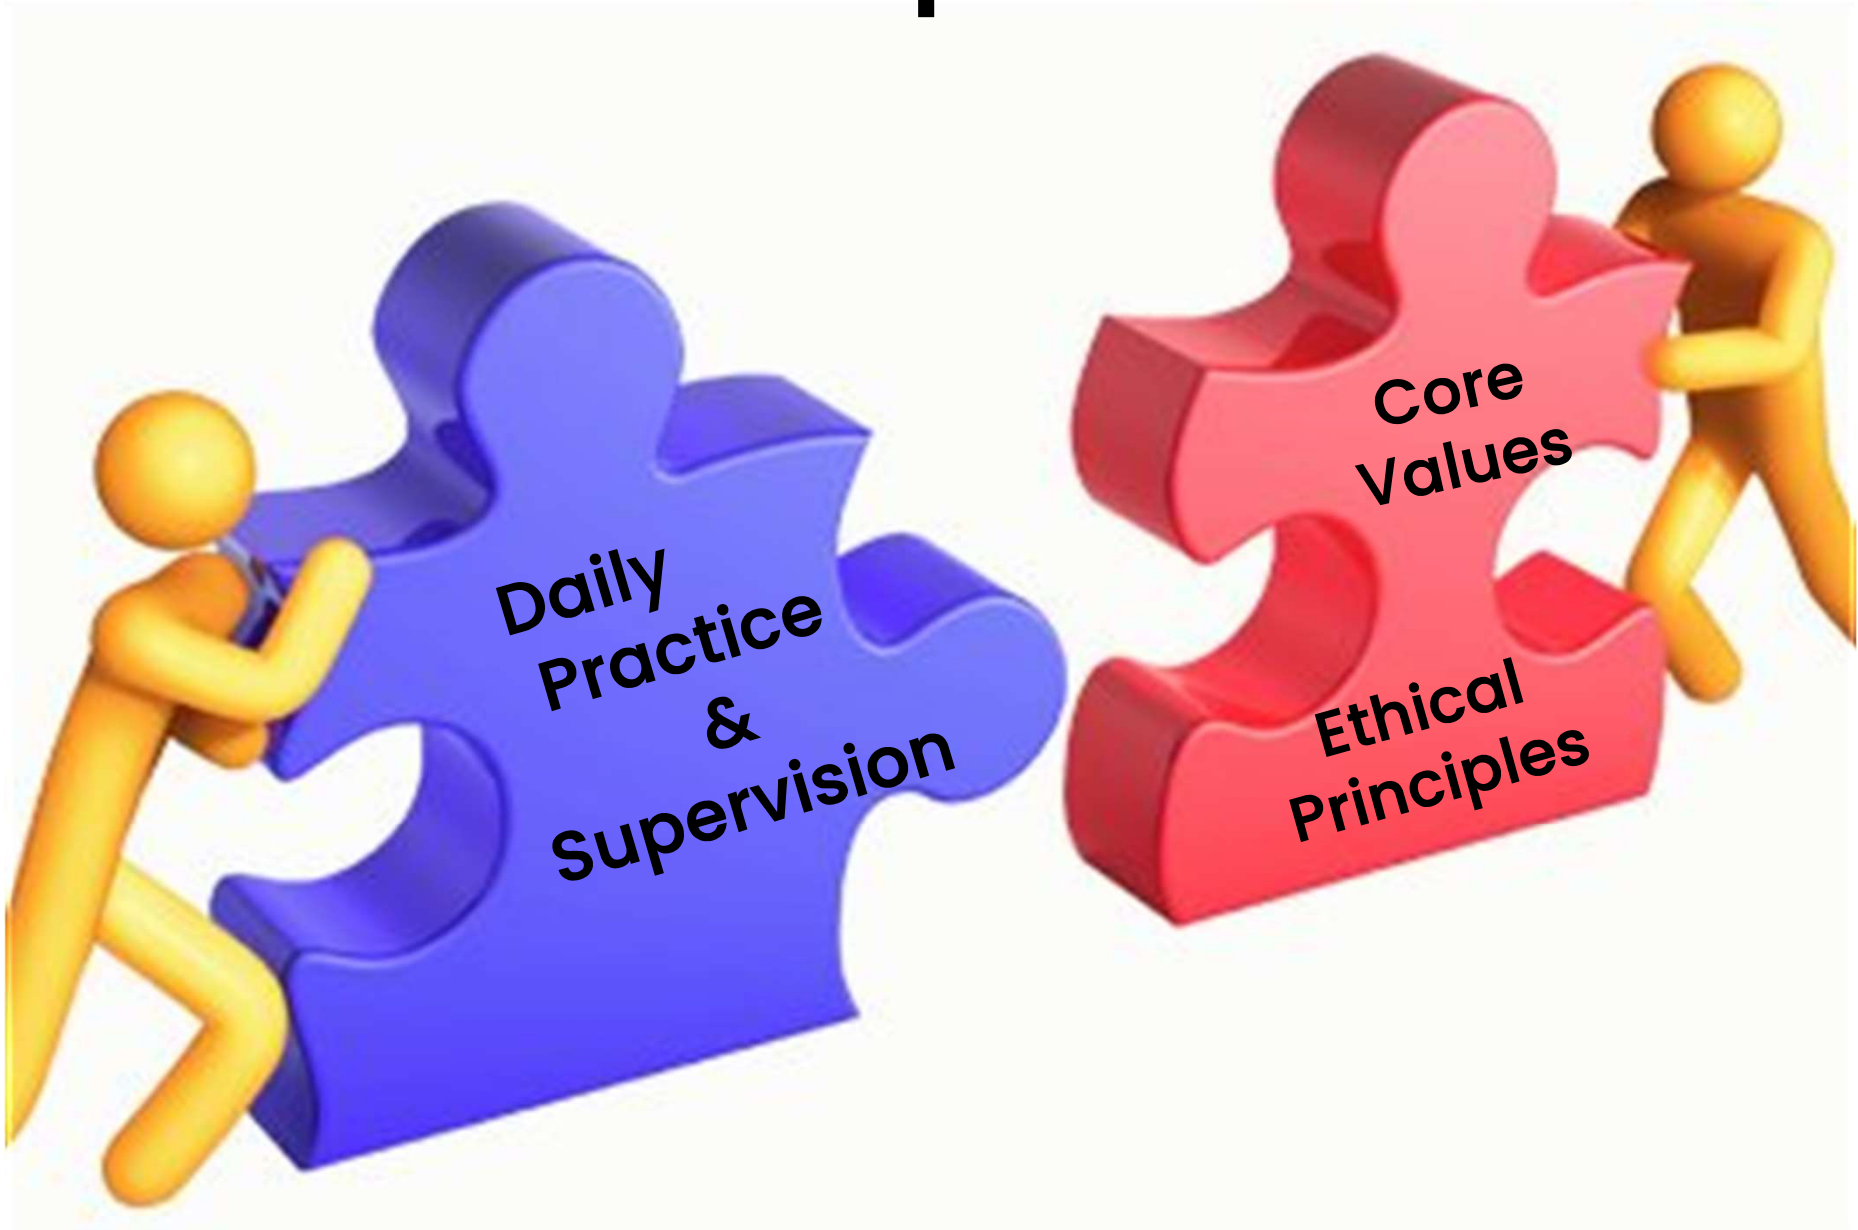 Daily
Practice
&
Supervision
Core
Values
Ethical
Principles